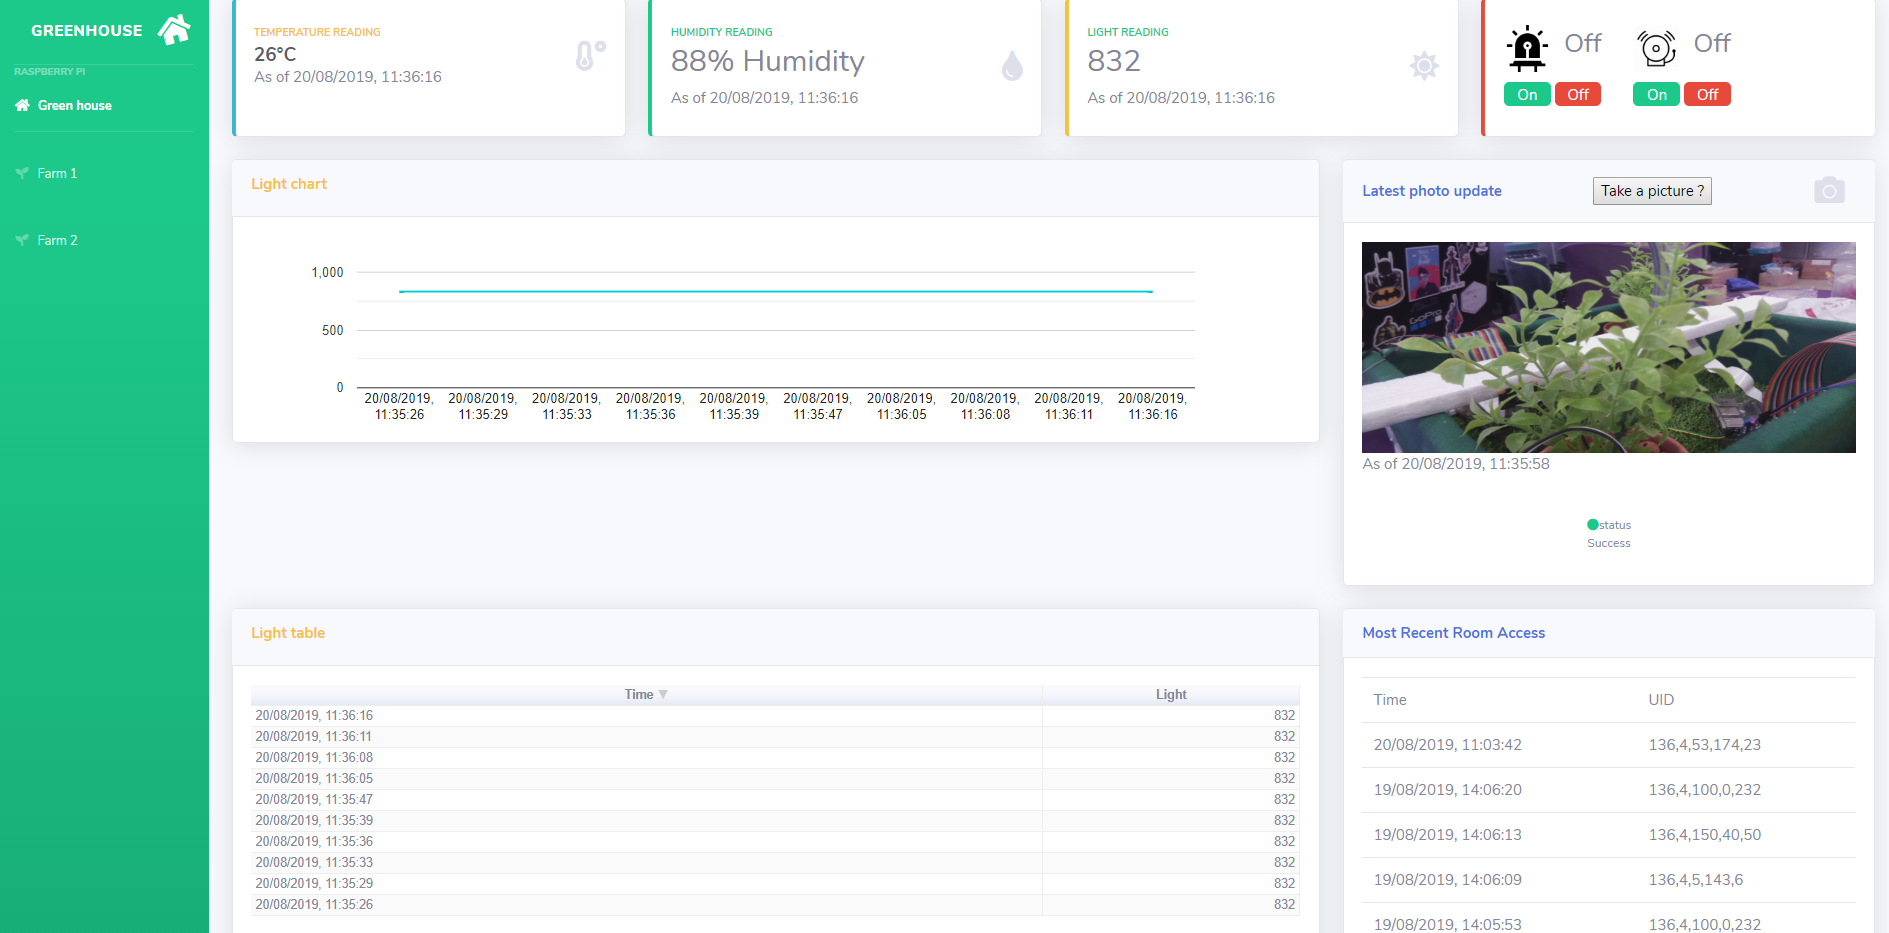 GREENHOUSE
RASPBERRY PI
Green house
Farm 1
Farm 2
TEMPERATURE READING
26°C
As of 20/08/2019, 11:36:16
HUMIDITY READING
88% Humidity
As of 20/08/2019, 11:36:16
LIGHT READING
832
As of 20/08/2019, 11:36:16
Off
On Off
Off
On Off
Light chart
1,000
500
0
20/08/2019, 11:35:26
20/08/2019, 11:35:29
20/08/2019, 11:35:33
20/08/2019, 11:35:36
20/08/2019, 11:35:39
20/08/2019, 11:35:47
20/08/2019, 11:36:05
20/08/2019, 11:36:08
20/08/2019, 11:36:11
20/08/2019, 11:36:16
Latest photo update
Take a picture ?
GoPro
As of 20/08/2019, 11:35:58
status
Success
Light table
Time ▼ Light
20/08/2019, 11:36:16 832
20/08/2019, 11:36:11 832
20/08/2019, 11:36:08 832
20/08/2019, 11:36:05 832
20/08/2019, 11:35:47 832
20/08/2019, 11:35:39 832
20/08/2019, 11:35:36 832
20/08/2019, 11:35:33 832
20/08/2019, 11:35:29 832
20/08/2019, 11:35:26 832
Most Recent Room Access
Time UID
20/08/2019, 11:03:42 136,4,53,174,23
19/08/2019, 14:06:20 136,4,100,0,232
19/08/2019, 14:06:13 136,4,150,40,50
19/08/2019, 14:06:09 136,4,5,143,6
19/08/2019, 14:05:53 136,4,100,0,232